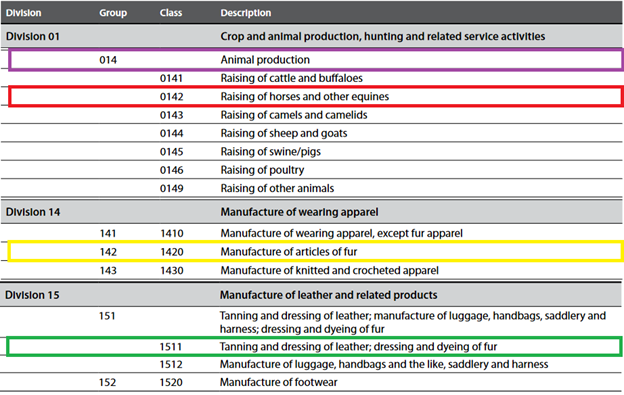 Division Group Class Description
Division 01 Crop and animal production, hunting and related service activities
014 Animal production
0141 Raising of cattle and buffaloes
0142 Raising of horses and other equines
0143 Raising of camels and camelids
0144 Raising of sheep and goats
0145 Raising of swine/pigs
0146 Raising of poultry
0149 Raising of other animals
Division 14 Manufacture of wearing apparel
141 1410 Manufacture of wearing apparel, except fur apparel
142 1420 Manufacture of articles of fur
143 1430 Manufacture of knitted and crocheted apparel
Division 15 Manufacture of leather and related products
151 Tanning and dressing of leather; manufacture of luggage, handbags, saddlery and
harness; dressing and dyeing of fur
1511 Tanning and dressing of leather; dressing and dyeing of fur
1512 Manufacture of luggage, handbags and the like, saddlery and harness
152 1520 Manufacture of footwear